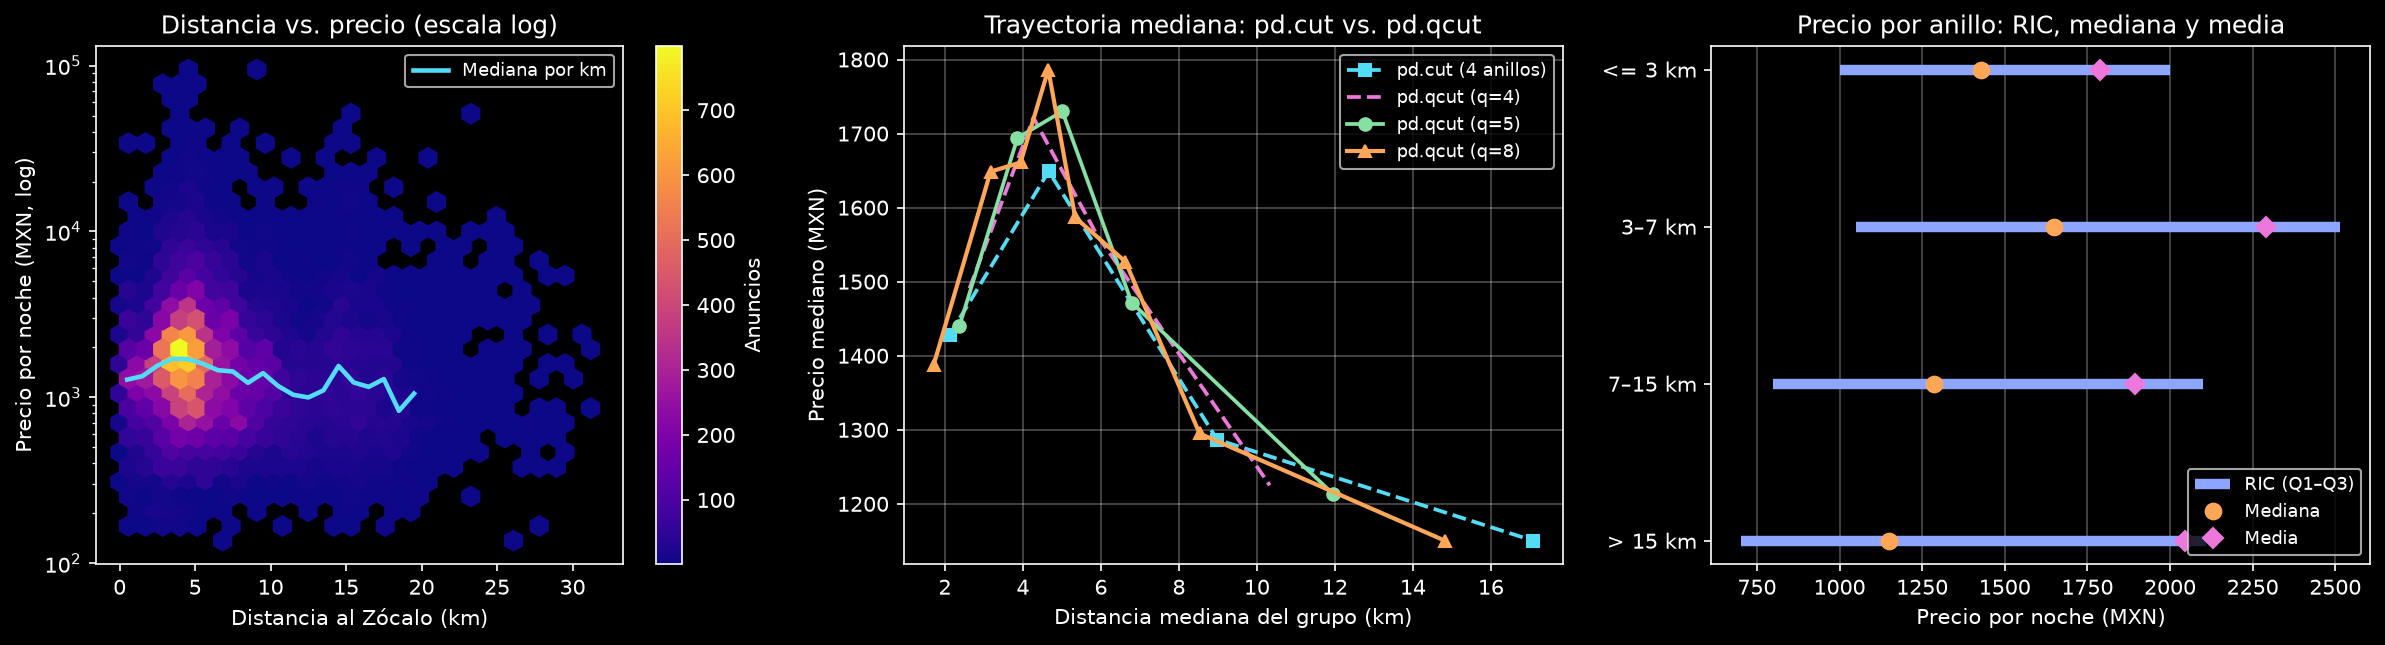 Distancia vs. precio (escala log)
Mediana por km
Precio por noche (MXN, log)
10^5
10^4
10^3
10^2
0 5 10 15 20 25 30
Distancia al Zócalo (km)
700
600
500
400
300
200
100
Anuncios
Trayectoria mediana: pd.cut vs. pd.qcut
pd.cut (4 anillos)
pd.qcut (q=4)
pd.qcut (q=5)
pd.qcut (q=8)
Precio mediano (MXN)
1800
1700
1600
1500
1400
1300
1200
2 4 6 8 10 12 14 16
Distancia mediana del grupo (km)
Precio por anillo: RIC, mediana y media
<= 3 km
3–7 km
7–15 km
> 15 km
RIC (Q1–Q3)
Mediana
Media
750 1000 1250 1500 1750 2000 2250 2500
Precio por noche (MXN)